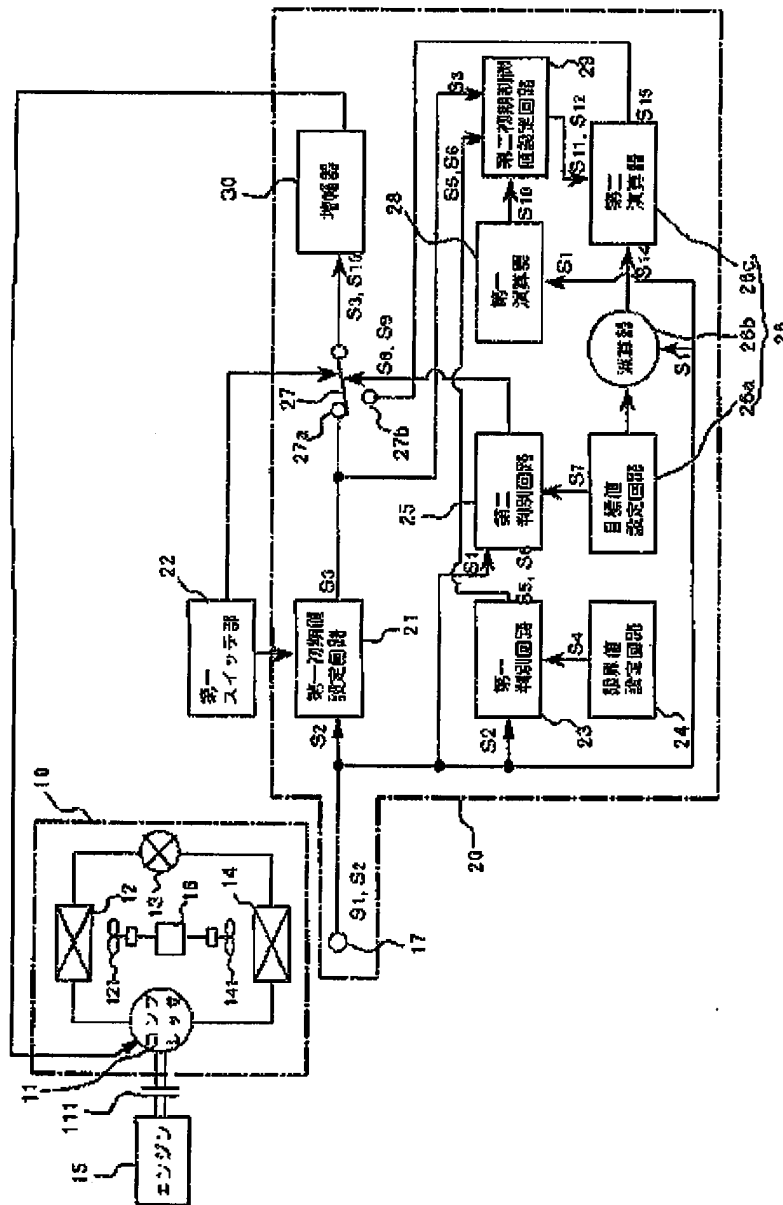 10
エンジン
15
111
11
コンプ
レッサ
12
13
14
121
16
141
17
S1, S2
20
第一
スイッチ部
22
第一初期値
設定回路
21
S2
S3
第一
判別回路
23
S2
S4
S5, S6
限界値
設定回路
24
第二
判別回路
25
S1
S7
目標値
設定回路
26a
減算器
26b
S1
26c
26
27
27a
27b
S8, S9
S3, S15
増幅器
30
第一
演算器
28
S1
S10
第二初期制御
値設定回路
29
S5, S6
S3
S11, S12
第二
演算器
S14
S15